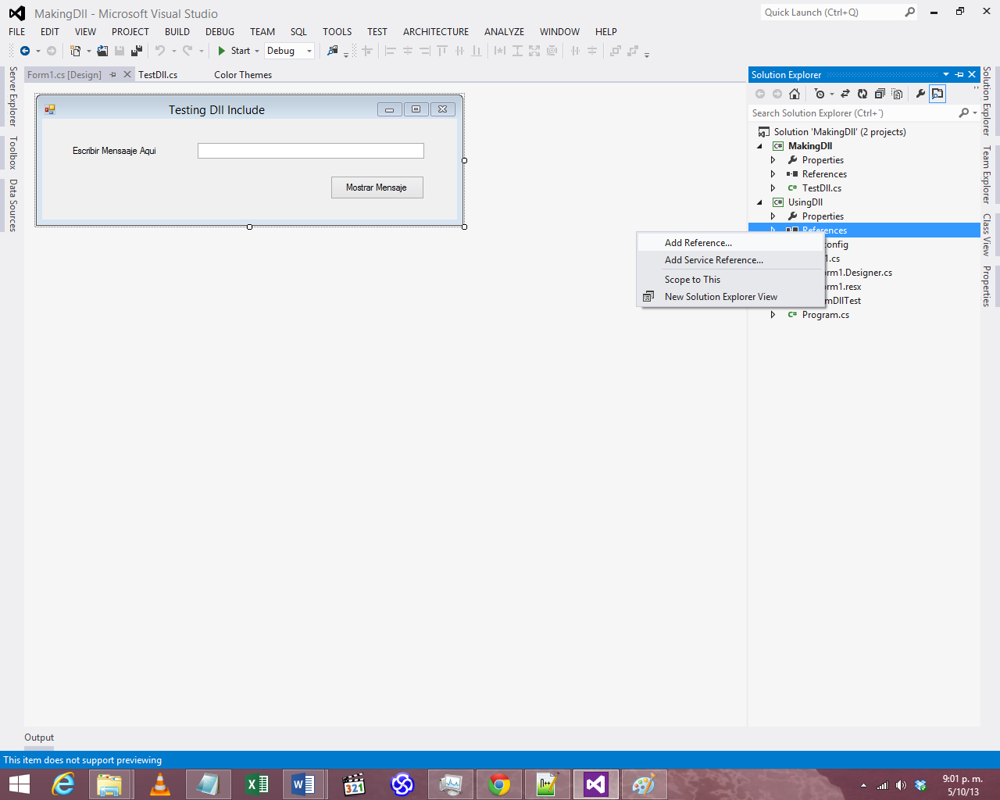 MakingDll - Microsoft Visual Studio
Quick Launch (Ctrl+Q)
FILE EDIT VIEW PROJECT BUILD DEBUG TEAM SQL TOOLS TEST ARCHITECTURE ANALYZE WINDOW HELP
Start Debug
Form1.cs [Design] TestDll.cs Color Themes
Server Explorer
Toolbox
Data Sources
Testing Dll Include
Escribir Mensaaje Aqui
Mostrar Mensaje
Solution Explorer
Search Solution Explorer (Ctrl+¨)
Solution 'MakingDll' (2 projects)
MakingDll
Properties
References
TestDll.cs
UsingDll
Properties
References
Add Reference...
Add Service Reference...
Scope to This
New Solution Explorer View
onfig
1.cs
orm1.Designer.cs
orm1.resx
mDllTest
Program.cs
Solution Explorer
Team Explorer
Class View
Properties
Output
This item does not support previewing
321
9:01 p. m.
5/10/13